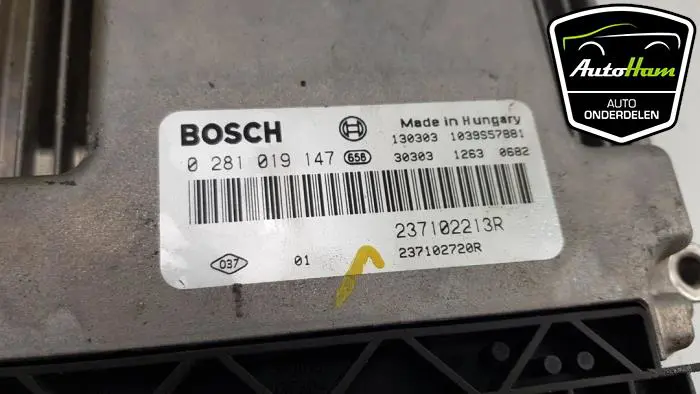 BOSCH
Made in Hungary
130303 1039S57881
0 281 019 147 658
30303 1263 0682
237102213R
037 01
237102720R
AutoHam
AUTO
ONDERDELEN